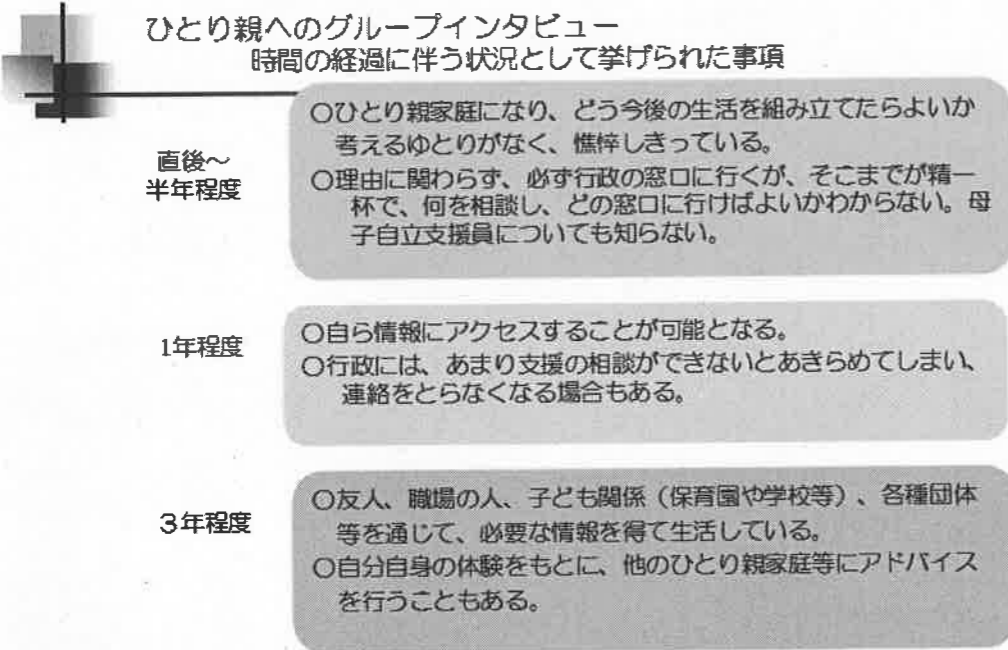 ひとり親へのグループインタビュー
時間の経過に伴う状況として挙げられた事項
直後～
半年程度
○ひとり親家庭になり、どう今後の生活を組み立てたらよいか
考えるゆとりがなく、憔悴しきっている。
○理由に関わらず、必ず行政の窓口に行くが、そこまでが精一
杯で、何を相談し、どの窓口に行けばよいかわからない。母
子自立支援員についても知らない。
1年程度
○自ら情報にアクセスすることが可能となる。
○行政には、あまり支援の相談ができないとあきらめてしまい、
連絡をとらなくなる場合もある。
3年程度
○友人、職場の人、子ども関係（保育園や学校等）、各種団体
等を通じて、必要な情報を得て生活している。
○自分自身の体験をもとに、他のひとり親家庭等にアドバイス
を行うこともある。